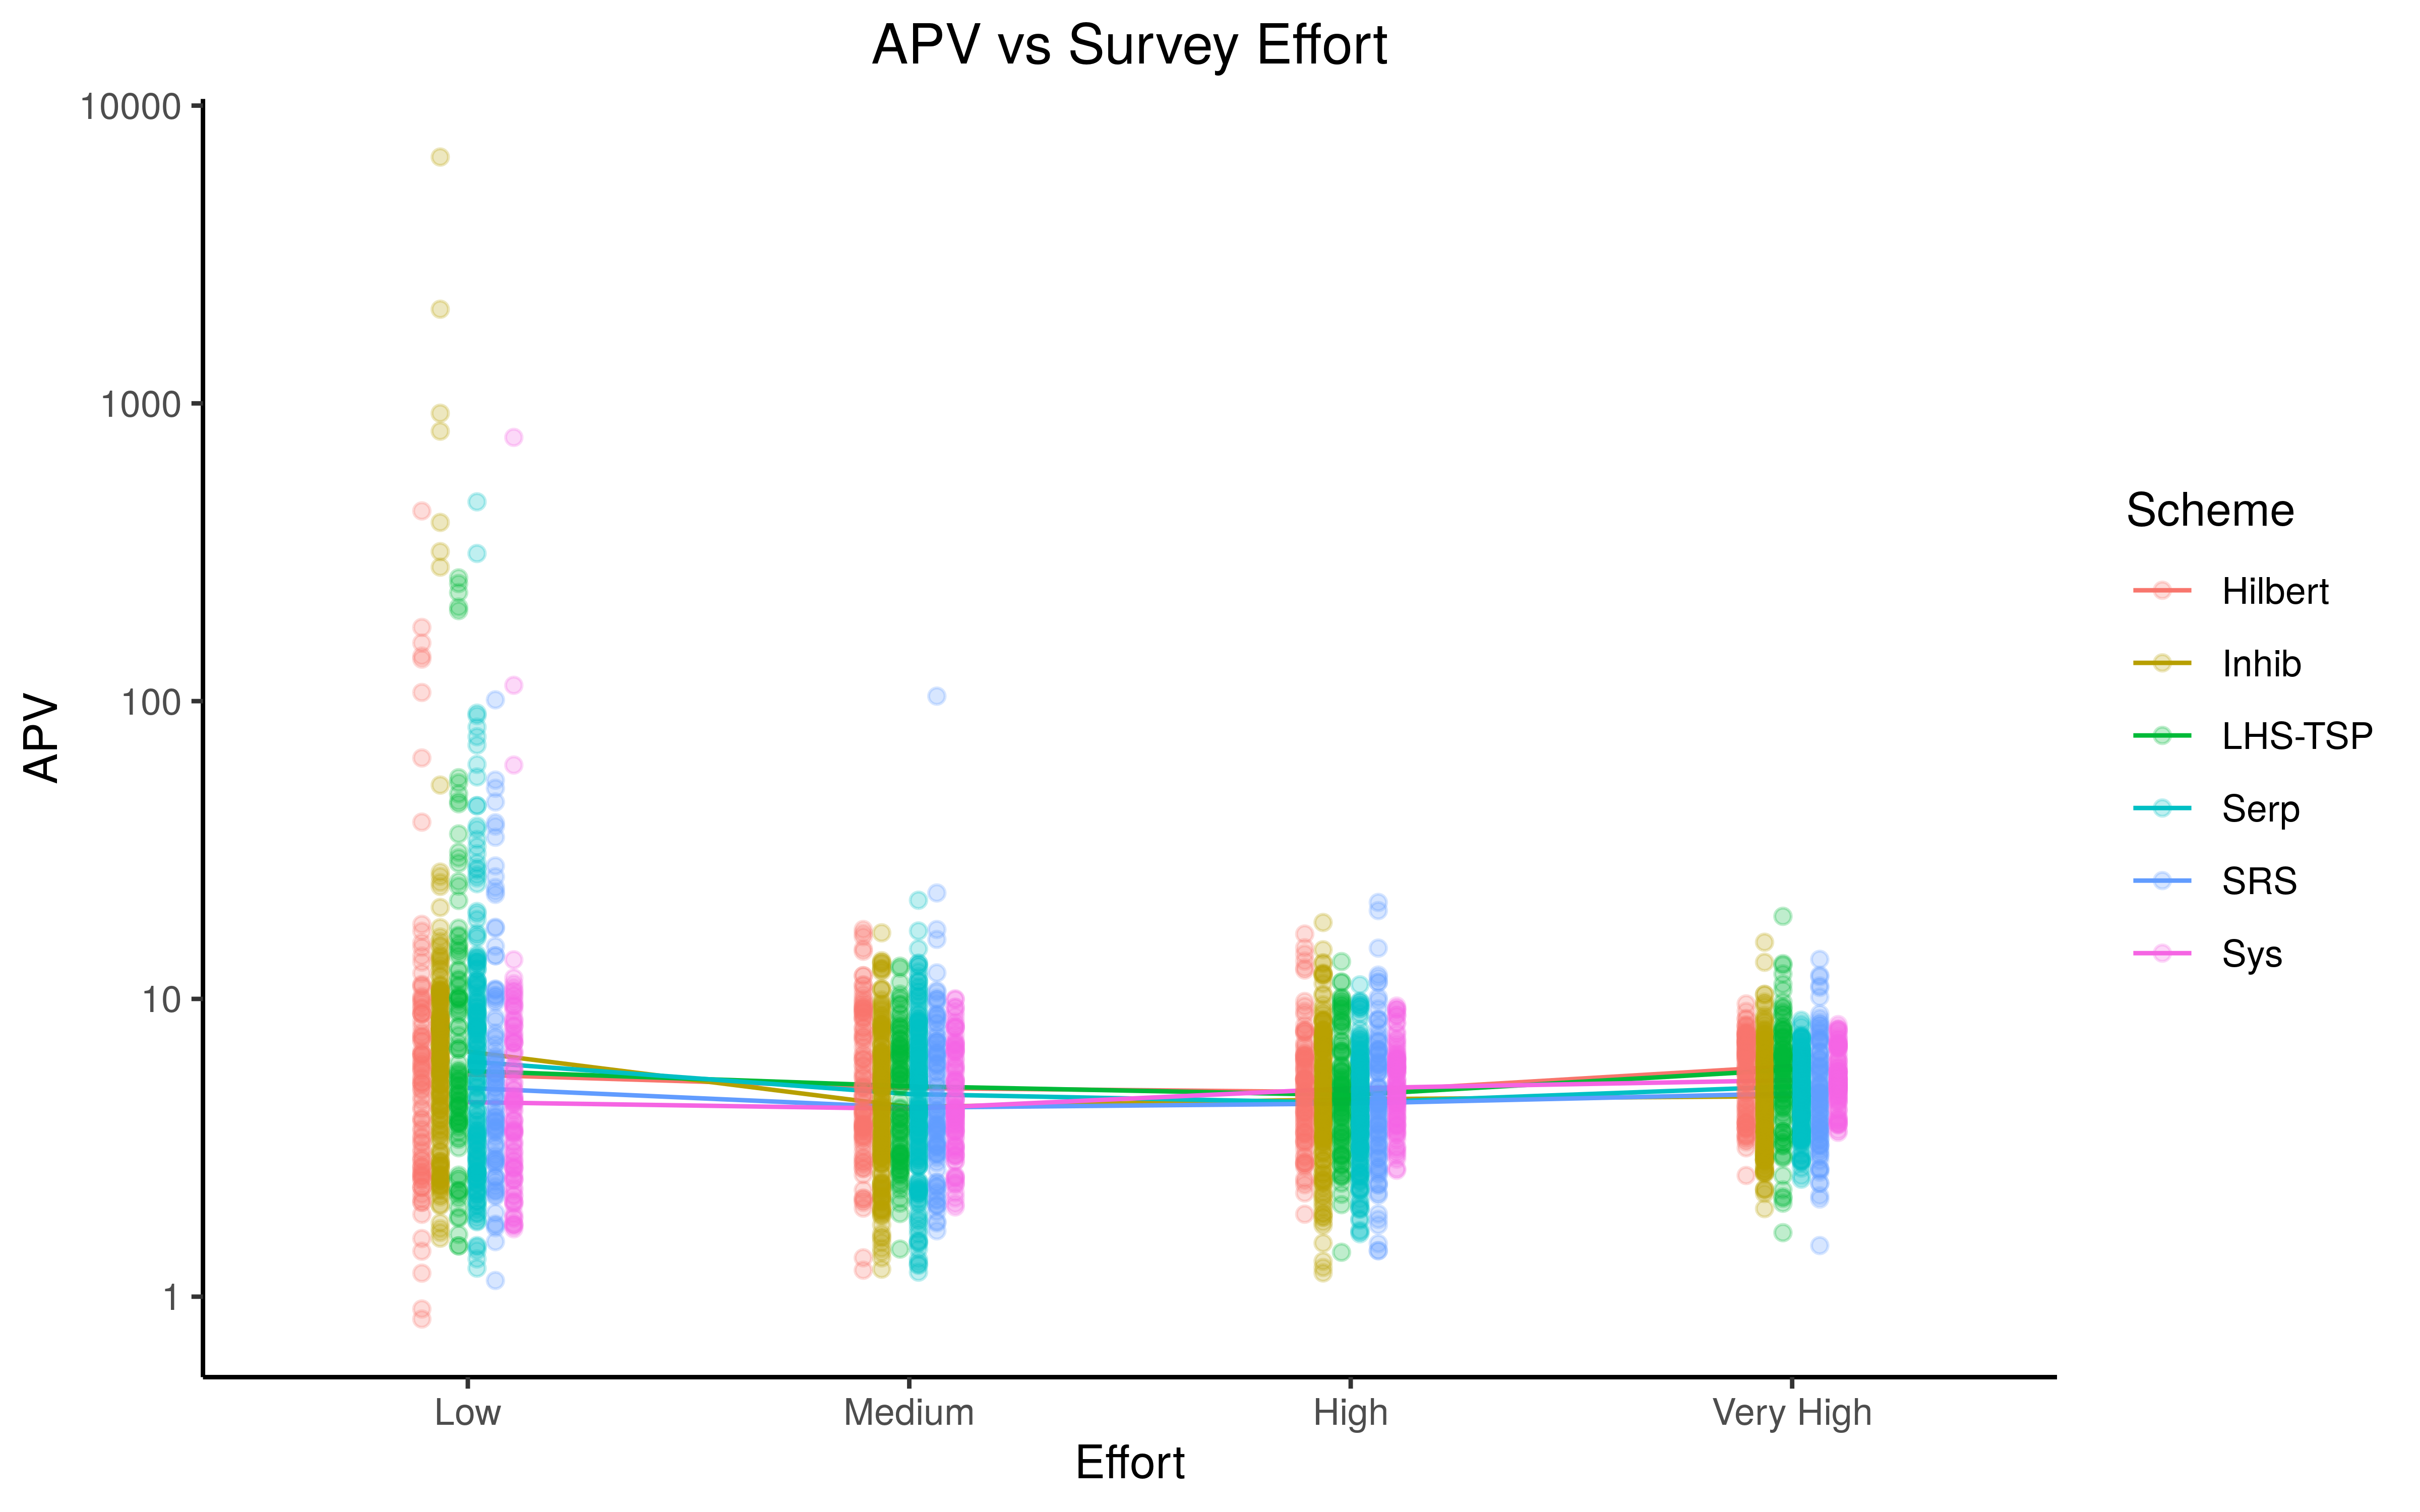 APV vs Survey Effort
10000
1000
100
10
1
APV
Low
Medium
High
Very High
Effort
Scheme
Hilbert
Inhib
LHS-TSP
Serp
SRS
Sys